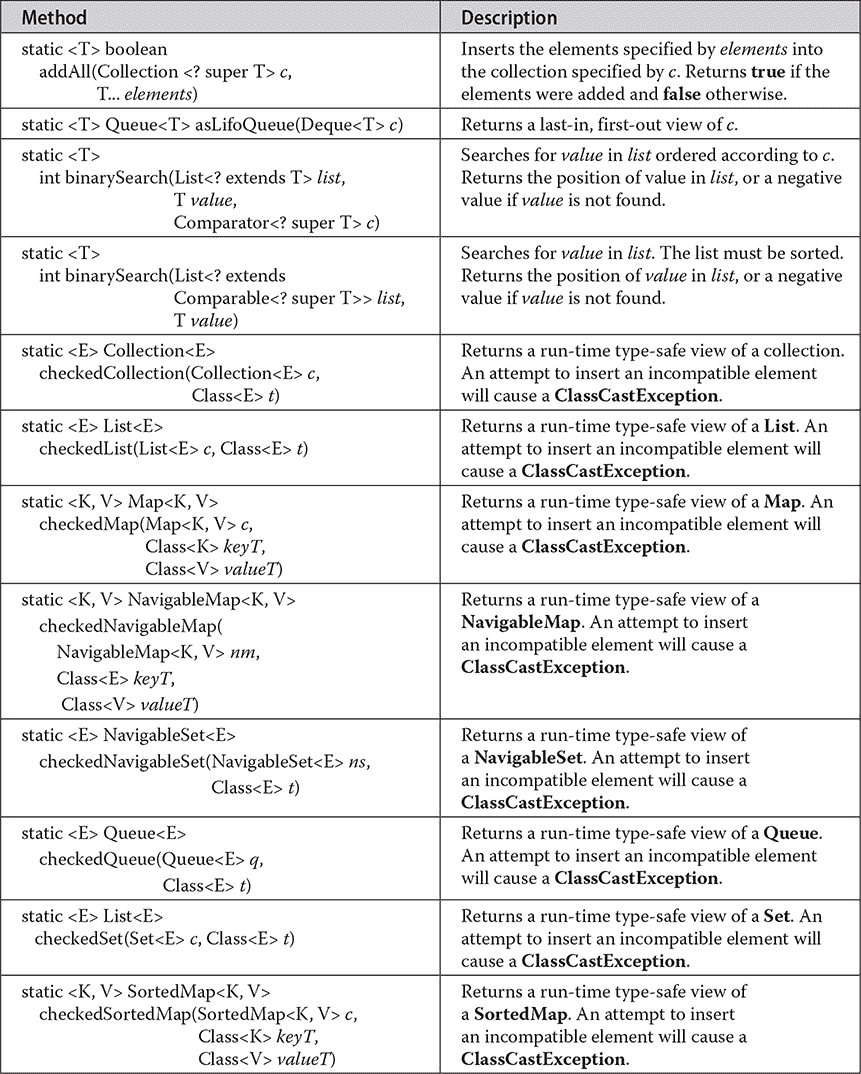 Method
Description
static <T> boolean
addAll(Collection <? super T> c,
T... elements)
Inserts the elements specified by elements into
the collection specified by c. Returns true if the
elements were added and false otherwise.
static <T> Queue<T> asLifoQueue(Deque<T> c)
Returns a last-in, first-out view of c.
static <T>
int binarySearch(List<? extends T> list,
T value,
Comparator<? super T> c)
Searches for value in list ordered according to c.
Returns the position of value in list, or a negative
value if value is not found.
static <T>
int binarySearch(List<? extends
Comparable<? super T>> list,
T value)
Searches for value in list. The list must be sorted.
Returns the position of value in list, or a negative
value if value is not found.
static <E> Collection<E>
checkedCollection(Collection<E> c,
Class<E> t)
Returns a run-time type-safe view of a collection.
An attempt to insert an incompatible element
will cause a ClassCastException.
static <E> List<E>
checkedList(List<E> c, Class<E> t)
Returns a run-time type-safe view of a List. An
attempt to insert an incompatible element will
cause a ClassCastException.
static <K, V> Map<K, V>
checkedMap(Map<K, V> c,
Class<K> keyT,
Class<V> valueT)
Returns a run-time type-safe view of a Map. An
attempt to insert an incompatible element will
cause a ClassCastException.
static <K, V> NavigableMap<K, V>
checkedNavigableMap(
NavigableMap<K, V> nm,
Class<E> keyT,
Class<V> valueT)
Returns a run-time type-safe view of a
NavigableMap. An attempt to insert
an incompatible element will cause a
ClassCastException.
static <E> NavigableSet<E>
checkedNavigableSet(NavigableSet<E> ns,
Class<E> t)
Returns a run-time type-safe view of
a NavigableSet. An attempt to insert
an incompatible element will cause a
ClassCastException.
static <E> Queue<E>
checkedQueue(Queue<E> q,
Class<E> t)
Returns a run-time type-safe view of a Queue.
An attempt to insert an incompatible element
will cause a ClassCastException.
static <E> List<E>
checkedSet(Set<E> c, Class<E> t)
Returns a run-time type-safe view of a Set. An
attempt to insert an incompatible element will
cause a ClassCastException.
static <K, V> SortedMap<K, V>
checkedSortedMap(SortedMap<K, V> c,
Class<K> keyT,
Class<V> valueT)
Returns a run-time type-safe view of
a SortedMap. An attempt to insert
an incompatible element will cause a
ClassCastException.